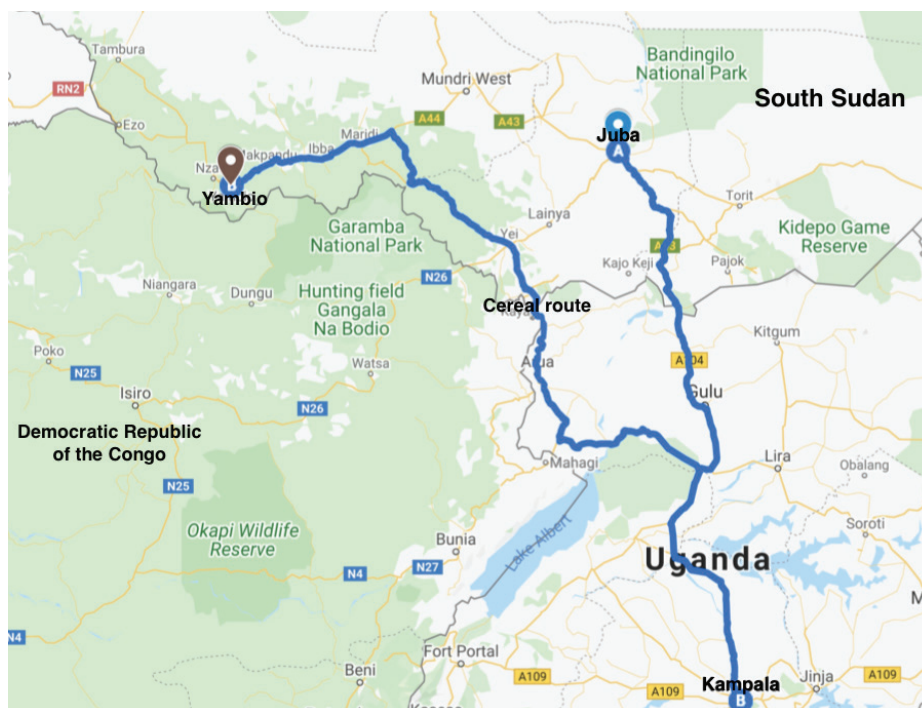 Tambura
RN2
Ezo
Mundri West
Bandingilo
National Park
South Sudan
A44
A43
Juba
A
Maridi
Ibba
Makpandu
Nza
Yambio
Torit
Lainya
Yei
Kidepo Game
Reserve
Garamba
National Park
Kajo Keji
Pajok
N26
Niangara
Dungu
Hunting field
Gangala
Na Bodio
Cereal route
Kaya
Kitgum
Poko
N25
Watsa
Arua
A104
Gulu
Isiro
N26
Democratic Republic
of the Congo
Mahagi
Lira
Obalang
N25
Okapi Wildlife
Reserve
Bunia
Lake Albert
Soroti
Uganda
N4
N27
N4
Beni
Fort Portal
A109
A109
Kampala
B
Jinja
A109
M